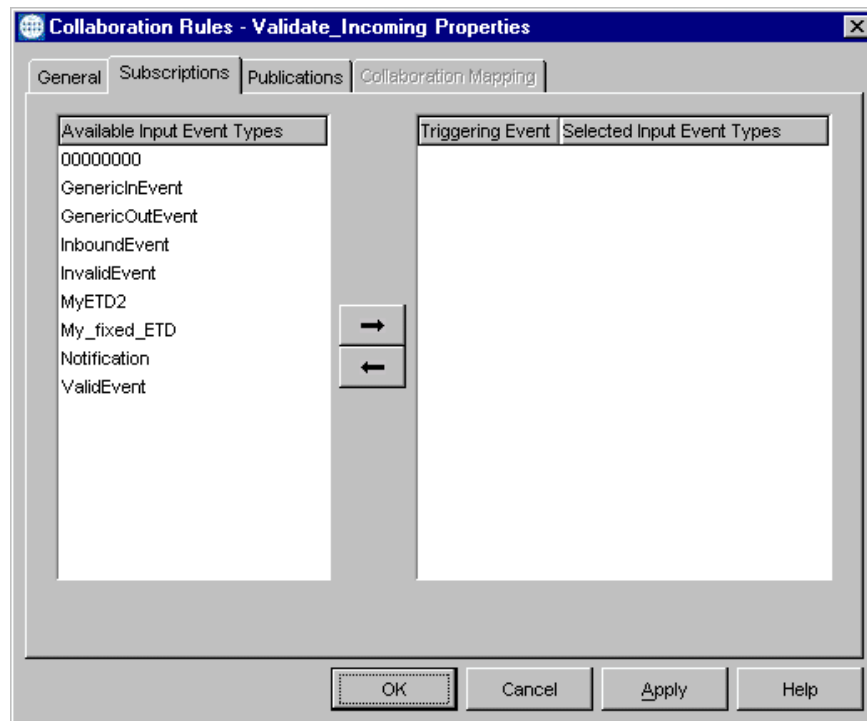 Collaboration Rules - Validate_Incoming Properties
General Subscriptions Publications Collaboration Mapping
Available Input Event Types
00000000
GenericInEvent
GenericOutEvent
InboundEvent
InvalidEvent
MyETD2
My_fixed_ETD
Notification
ValidEvent
Triggering Event Selected Input Event Types
OK Cancel Apply Help